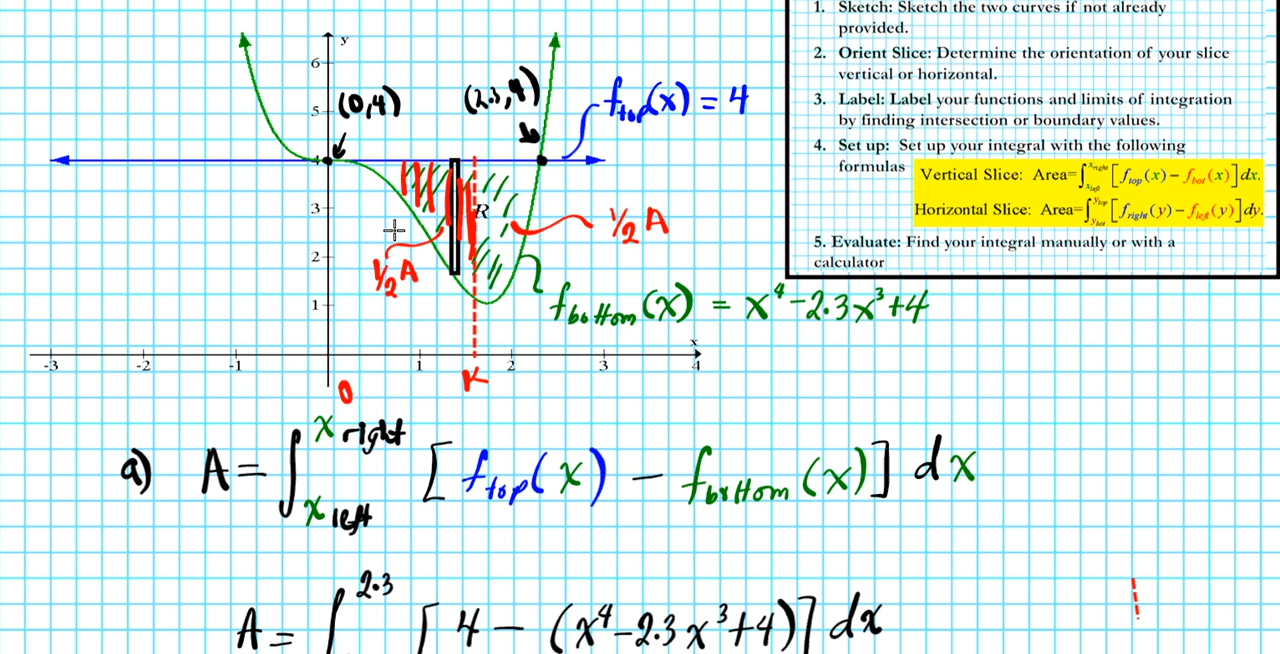 1. Sketch: Sketch the two curves if not already
provided.
2. Orient Slice: Determine the orientation of your slice
vertical or horizontal.
3. Label: Label your functions and limits of integration
by finding intersection or boundary values.
4. Set up: Set up your integral with the following
formulas
Vertical Slice: Area=∫_{x_left}^{x_right} [f_top(x) − f_bot(x)]dx.
Horizontal Slice: Area=∫_{y_bot}^{y_top} [f_right(y) − f_left(y)]dy.
5. Evaluate: Find your integral manually or with a
calculator
y
6
5
4
3
2
1
(0,4)
(2.3,4)
f_top(x) = 4
R
½A
½A
f_bottom(x) = x⁴-2.3x³+4
-3 -2 -1 1 2 3 4
x
0
K
a) A = ∫_{x left}^{x right} [f_top(x) - f_bottom(x)] dx
A = ∫^{2.3} [4 - (x⁴-2.3x³+4)] dx